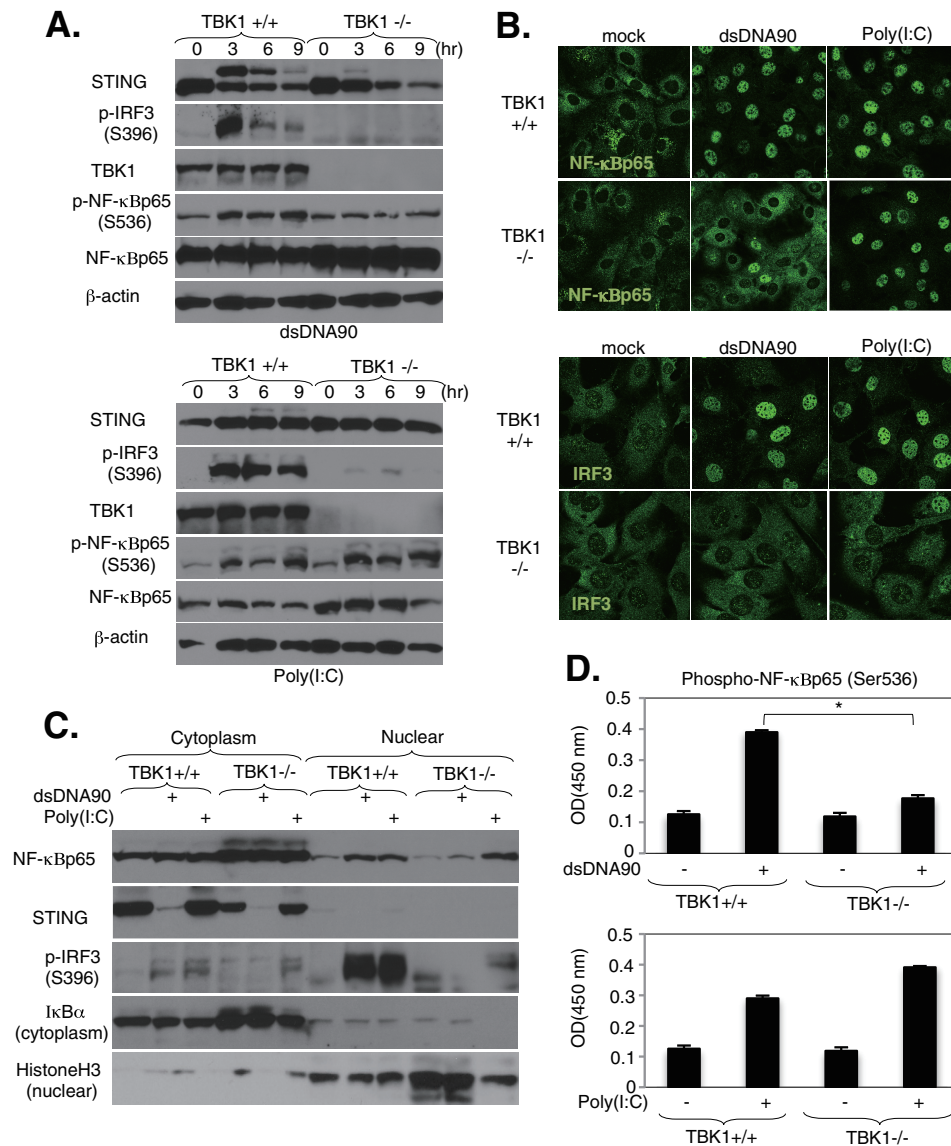 A.
TBK1 +/+ TBK1 -/-
0 3 6 9 0 3 6 9 (hr)
STING
p-IRF3
(S396)
TBK1
p-NF-κBp65
(S536)
NF-κBp65
β-actin
dsDNA90
TBK1 +/+ TBK1 -/-
0 3 6 9 0 3 6 9 (hr)
STING
p-IRF3
(S396)
TBK1
p-NF-κBp65
(S536)
NF-κBp65
β-actin
Poly(I:C)
B.
mock dsDNA90 Poly(I:C)
TBK1
+/+
NF-κBp65
TBK1
-/-
NF-κBp65
mock dsDNA90 Poly(I:C)
TBK1
+/+
IRF3
TBK1
-/-
IRF3
C.
Cytoplasm Nuclear
TBK1+/+ TBK1-/- TBK1+/+ TBK1-/-
dsDNA90 + + + +
Poly(I:C) + + + +
NF-κBp65
STING
p-IRF3
(S396)
IκBα
(cytoplasm)
HistoneH3
(nuclear)
D.
Phospho-NF-κBp65 (Ser536)
0.5
0.4
0.3
0.2
0.1
0
OD(450 nm)
*
dsDNA90 - + - +
TBK1+/+ TBK1-/-
0.5
0.4
0.3
0.2
0.1
0
OD(450 nm)
Poly(I:C) - + - +
TBK1+/+ TBK1-/-